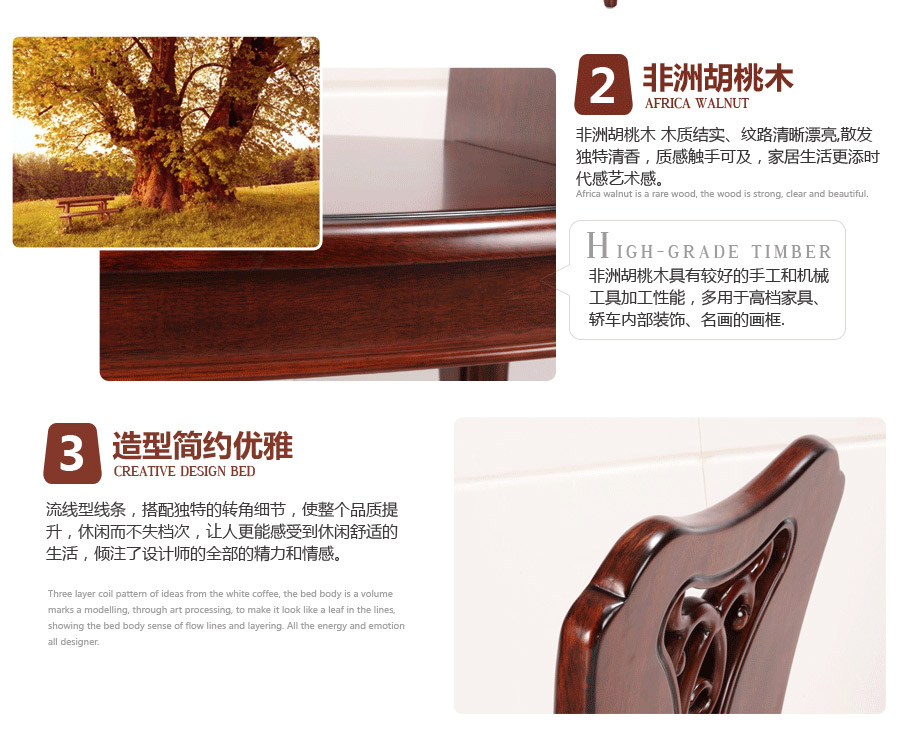 2
非洲胡桃木
AFRICA WALNUT
非洲胡桃木 木质结实、纹路清晰漂亮,散发
独特清香，质感触手可及，家居生活更添时
代感艺术感。
Africa walnut is a rare wood, the wood is strong, clear and beautiful.
HIGH-GRADE TIMBER
非洲胡桃木具有较好的手工和机械
工具加工性能，多用于高档家具、
轿车内部装饰、名画的画框.
3
造型简约优雅
CREATIVE DESIGN BED
流线型线条，搭配独特的转角细节，使整个品质提
升，休闲而不失档次，让人更能感受到休闲舒适的
生活，倾注了设计师的全部的精力和情感。
Three layer coil pattern of ideas from the white coffee, the bed body is a volume
marks a modelling, through art processing, to make it look like a leaf in the lines,
showing the bed body sense of flow lines and layering. All the energy and emotion
all designer.